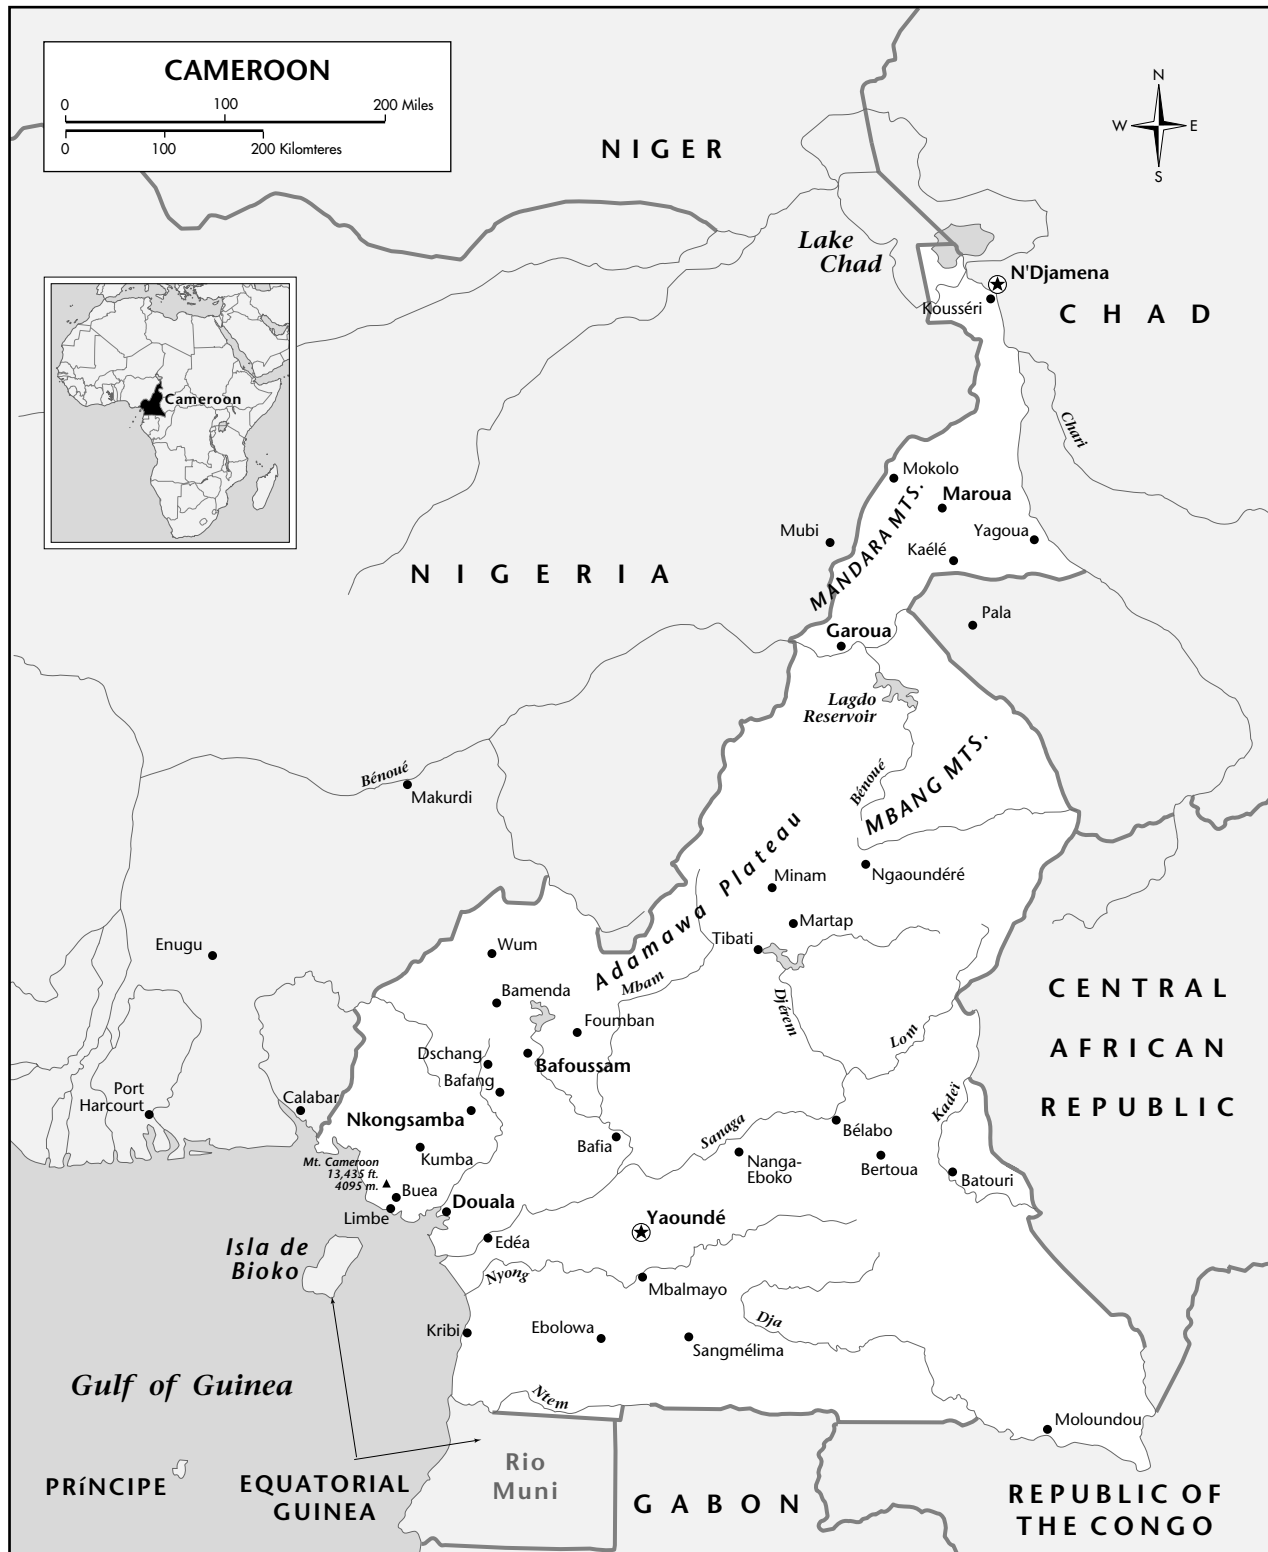 CAMEROON
0 100 200 Miles
0 100 200 Kilomteres
N
W E
S
NIGER
Lake
Chad
N'Djamena
Kousséri
CHAD
Cameroon
Chari
Mokolo
Maroua
MANDARA MTS.
Mubi
Yagoua
Kaélé
NIGERIA
Pala
Garoua
Lagdo
Reservoir
Bénoué
Makurdi
Bénoué
MBANG MTS.
Adamawa Plateau
Ngaoundéré
Minam
Martap
Tibati
Enugu
Wum
Mbam
Djérem
Bamenda
Foumban
Lom
CENTRAL
AFRICAN
REPUBLIC
Dschang
Bafoussam
Bafang
Kadeï
Port
Harcourt
Calabar
Nkongsamba
Sanaga
Bélabo
Bafia
Kumba
Nanga-
Eboko
Bertoua
Batouri
Mt. Cameroon
13,435 ft.
4095 m.
Buea
Limbe
Douala
Yaoundé
Edéa
Isla de
Bioko
Nyong
Mbalmayo
Dja
Kribi
Ebolowa
Sangmélima
Gulf of Guinea
Ntem
Moloundou
PRíNCIPE
EQUATORIAL
GUINEA
Rio
Muni
GABON
REPUBLIC OF
THE CONGO